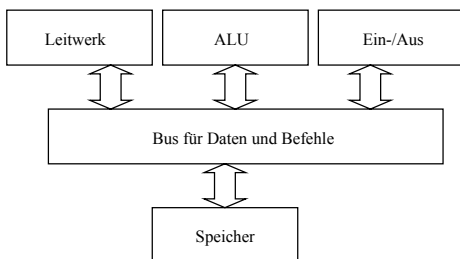 Leitwerk
ALU
Ein-/Aus
Bus für Daten und Befehle
Speicher